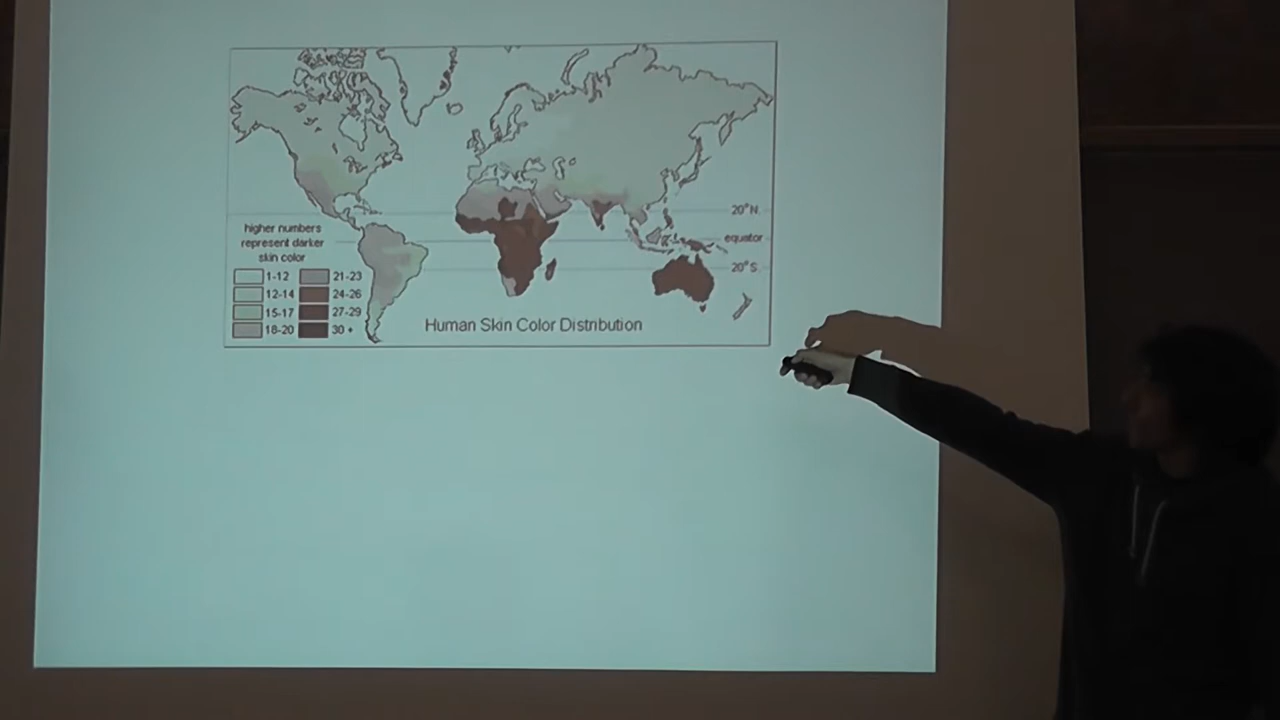 20°N
higher numbers
represent darker
skin color
equator
20°S
1-12 21-23
12-14 24-26
15-17 27-29
18-20 30 +
Human Skin Color Distribution